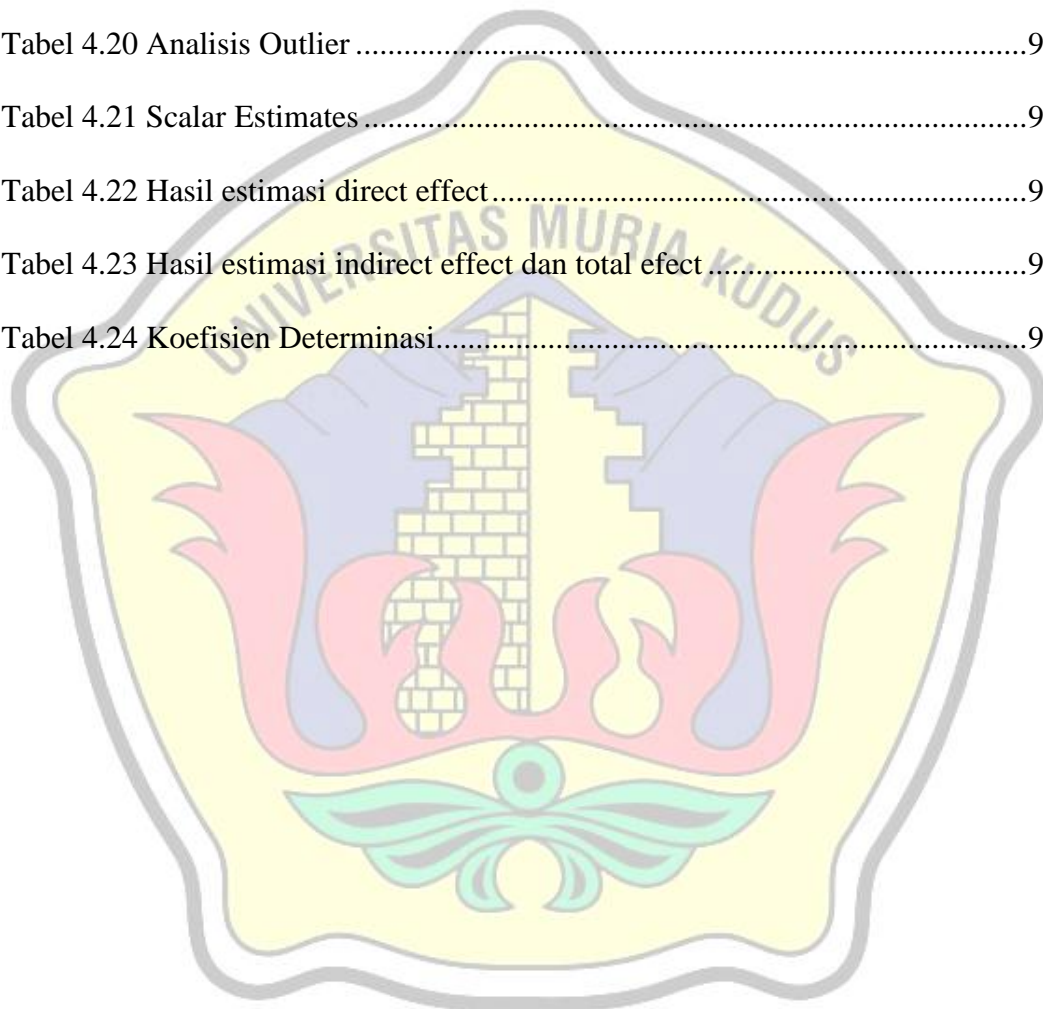 Tabel 4.20 Analisis Outlier ....................................................................................9
Tabel 4.21 Scalar Estimates ...................................................................................9
Tabel 4.22 Hasil estimasi direct effect ...................................................................9
Tabel 4.23 Hasil estimasi indirect effect dan total efect ........................................9
Tabel 4.24 Koefisien Determinasi..........................................................................9
UNIVERSITAS MURIA KUDUS